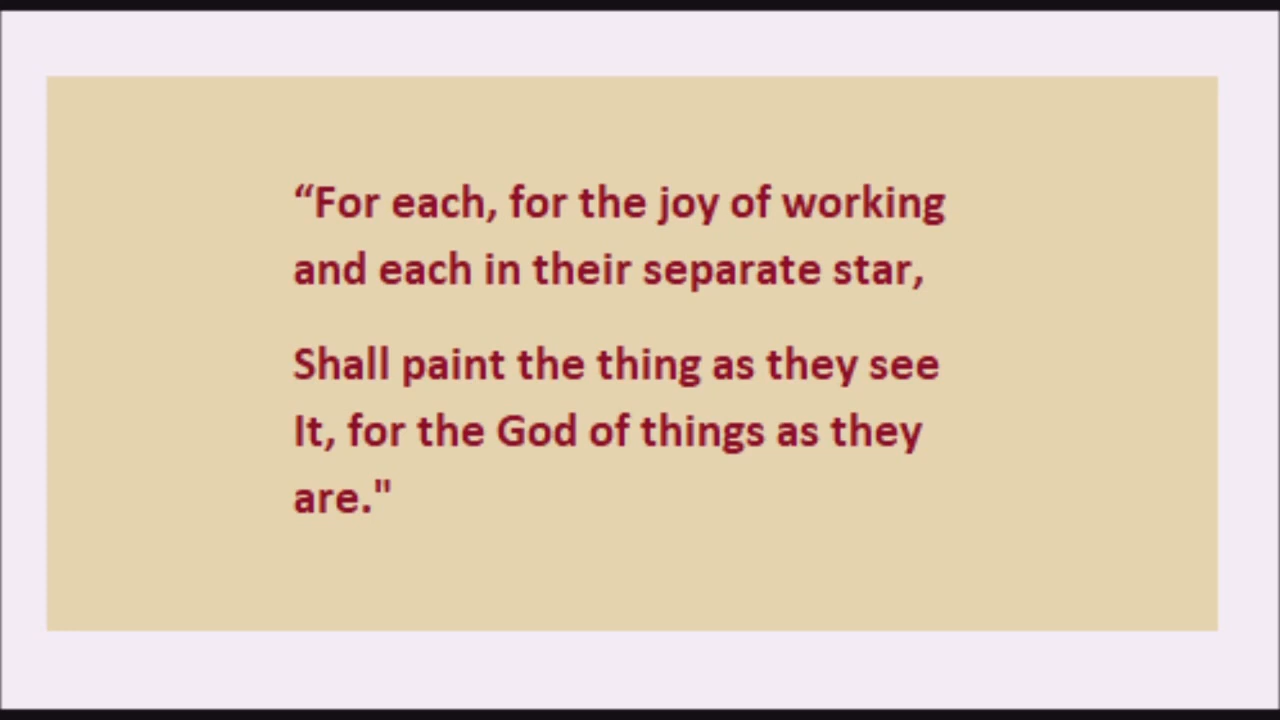 “For each, for the joy of working
and each in their separate star,
Shall paint the thing as they see
It, for the God of things as they
are."